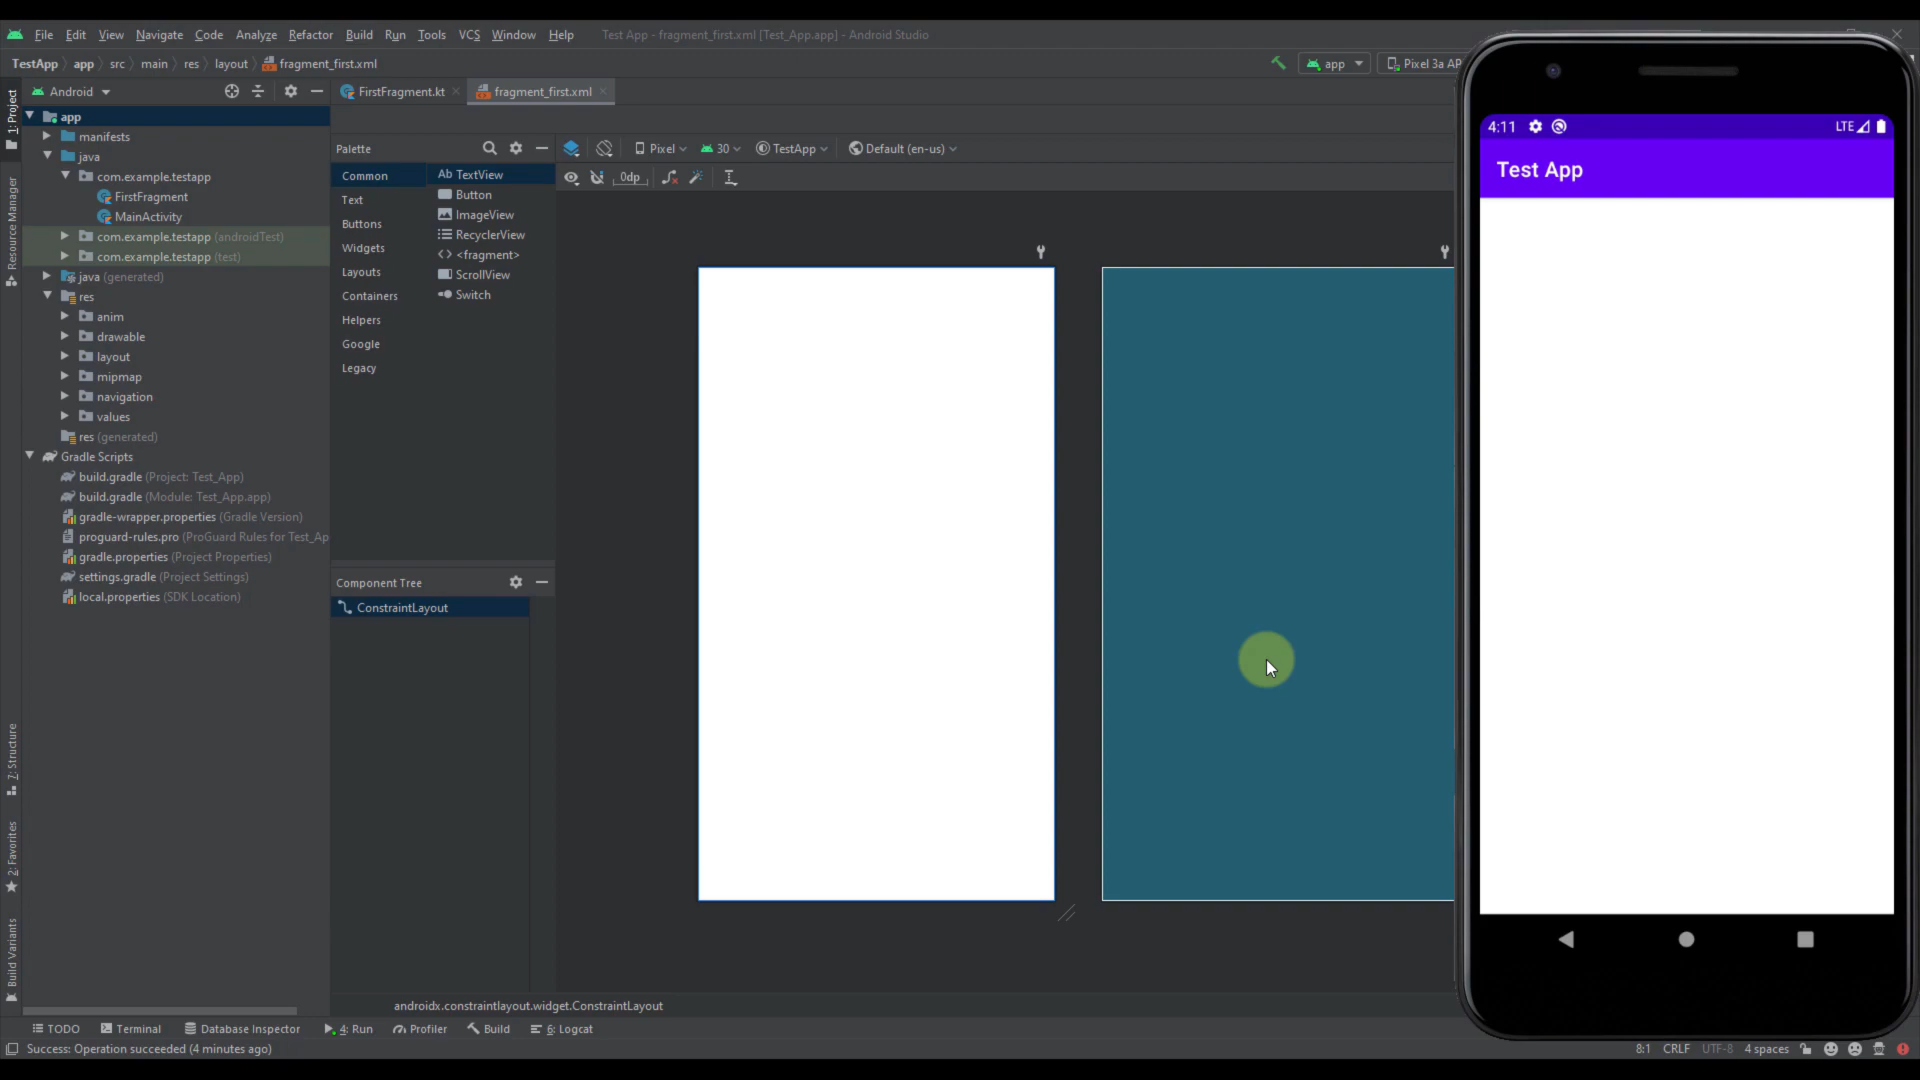 File Edit View Navigate Code Analyze Refactor Build Run Tools VCS Window Help Test App - fragment_first.xml [Test_App.app] - Android Studio
TestApp app src main res layout fragment_first.xml app Pixel 3a AP
Android FirstFragment.kt fragment_first.xml
1: Project
Resource Manager
7: Structure
2: Favorites
Build Variants
app
manifests
java
com.example.testapp
FirstFragment
MainActivity
com.example.testapp (androidTest)
com.example.testapp (test)
java (generated)
res
anim
drawable
layout
mipmap
navigation
values
res (generated)
Gradle Scripts
build.gradle (Project: Test_App)
build.gradle (Module: Test_App.app)
gradle-wrapper.properties (Gradle Version)
proguard-rules.pro (ProGuard Rules for Test_Ap
gradle.properties (Project Properties)
settings.gradle (Project Settings)
local.properties (SDK Location)
Palette
Common
Text
Buttons
Widgets
Layouts
Containers
Helpers
Google
Legacy
Ab TextView
Button
ImageView
RecyclerView
<fragment>
ScrollView
Switch
Pixel 30 TestApp Default (en-us)
0dp
Component Tree
ConstraintLayout
androidx.constraintlayout.widget.ConstraintLayout
4:11 LTE
Test App
TODO Terminal Database Inspector 4: Run Profiler Build 6: Logcat
Success: Operation succeeded (4 minutes ago) 8:1 CRLF UTF-8 4 spaces